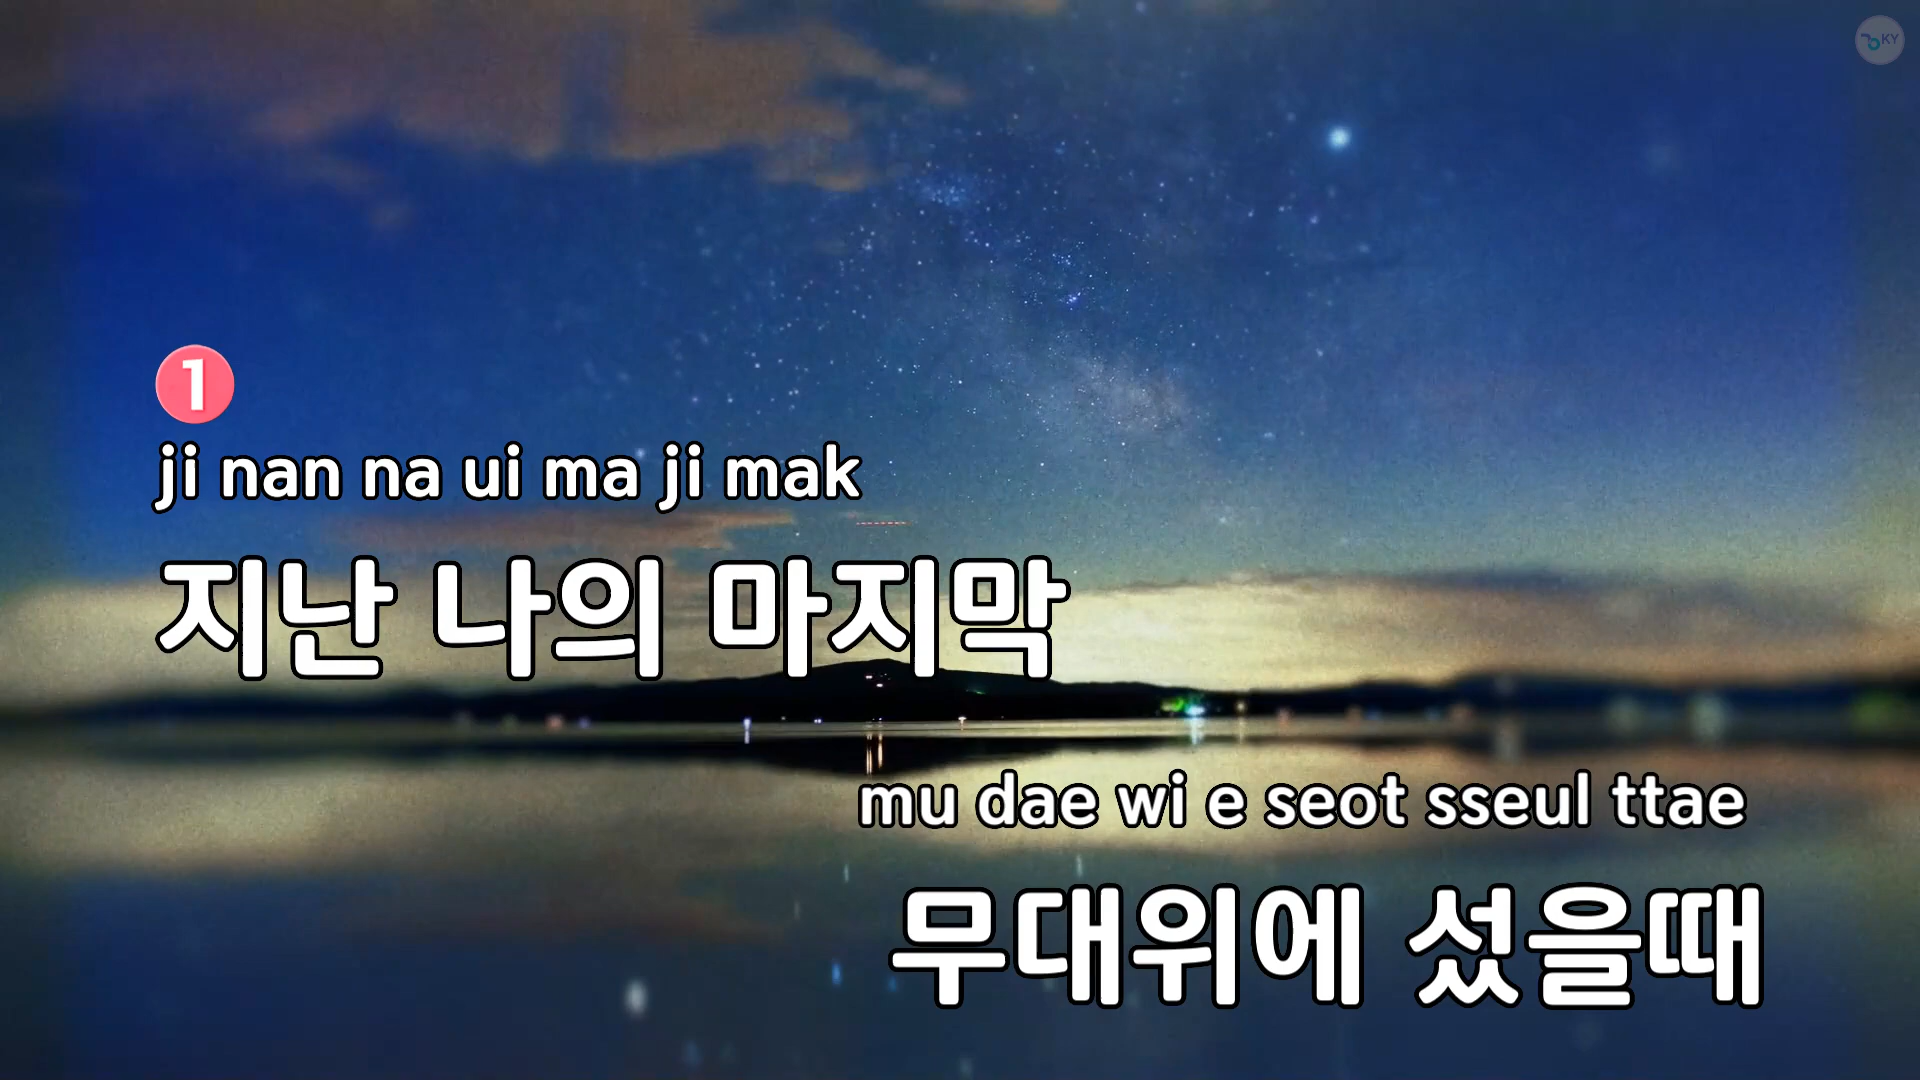 KY
1
ji nan na ui ma ji mak
지난 나의 마지막
mu dae wi e seot sseul ttae
무대위에 섰을때